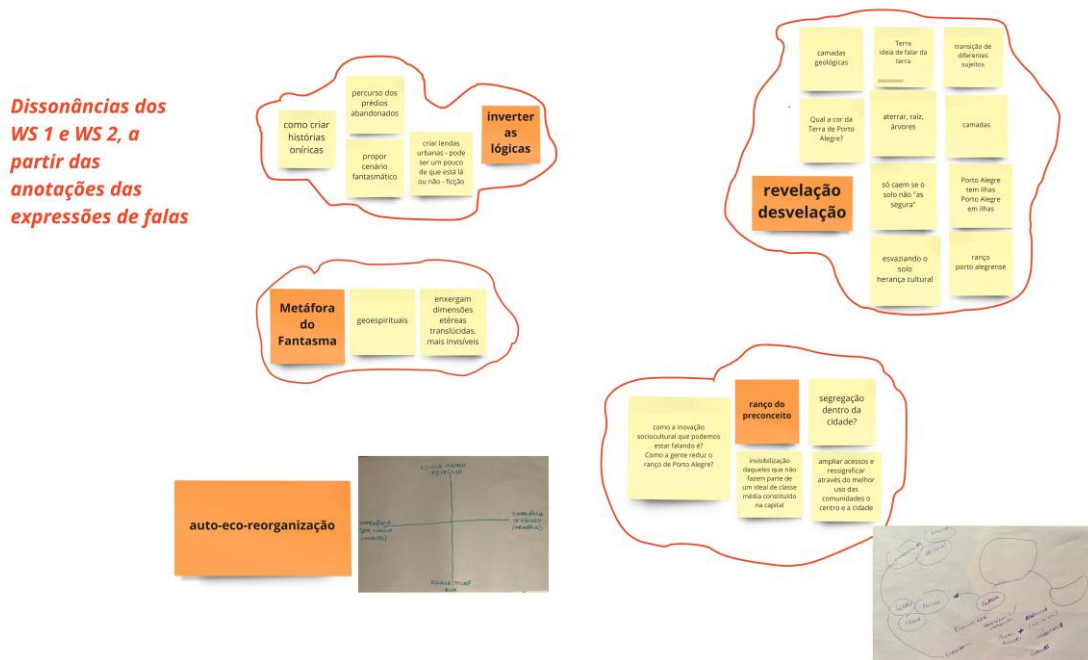 Dissonâncias dos
WS 1 e WS 2, a
partir das
anotações das
expressões de falas
como criar
histórias
oníricas
percurso dos
prédios
abandonados
propor
cenário
fantasmático
criar lendas
urbanas - pode
ser um pouco
de que está lá
ou não - ficção
inverter
as
lógicas
camadas
geológicas
Terra
ideia de falar da
terra
transição de
diferentes
sujeitos
Qual a cor da
Terra de Porto
Alegre?
aterrar, raíz,
árvores
camadas
revelação
desvelação
só caem se o
solo não "as
segura"
Porto Alegre
tem ilhas
Porto Alegre
em ilhas
esvaziando o
solo
herança cultural
ranço
porto alegrense
Metáfora
do
Fantasma
geoespirituais
enxergam
dimensões
etéreas
translúcidas,
mais invisíveis
como a inovação
sociocultural que podemos
estar falando é?
Como a gente reduz o
ranço de Porto Alegre?
ranço do
preconceito
segregação
dentro da
cidade?
invisibilização
daqueles que não
fazem parte de
um ideal de classe
média constituído
na capital
ampliar acessos e
ressignificar
através do melhor
uso das
comunidades o
centro e a cidade
auto-eco-reorganização